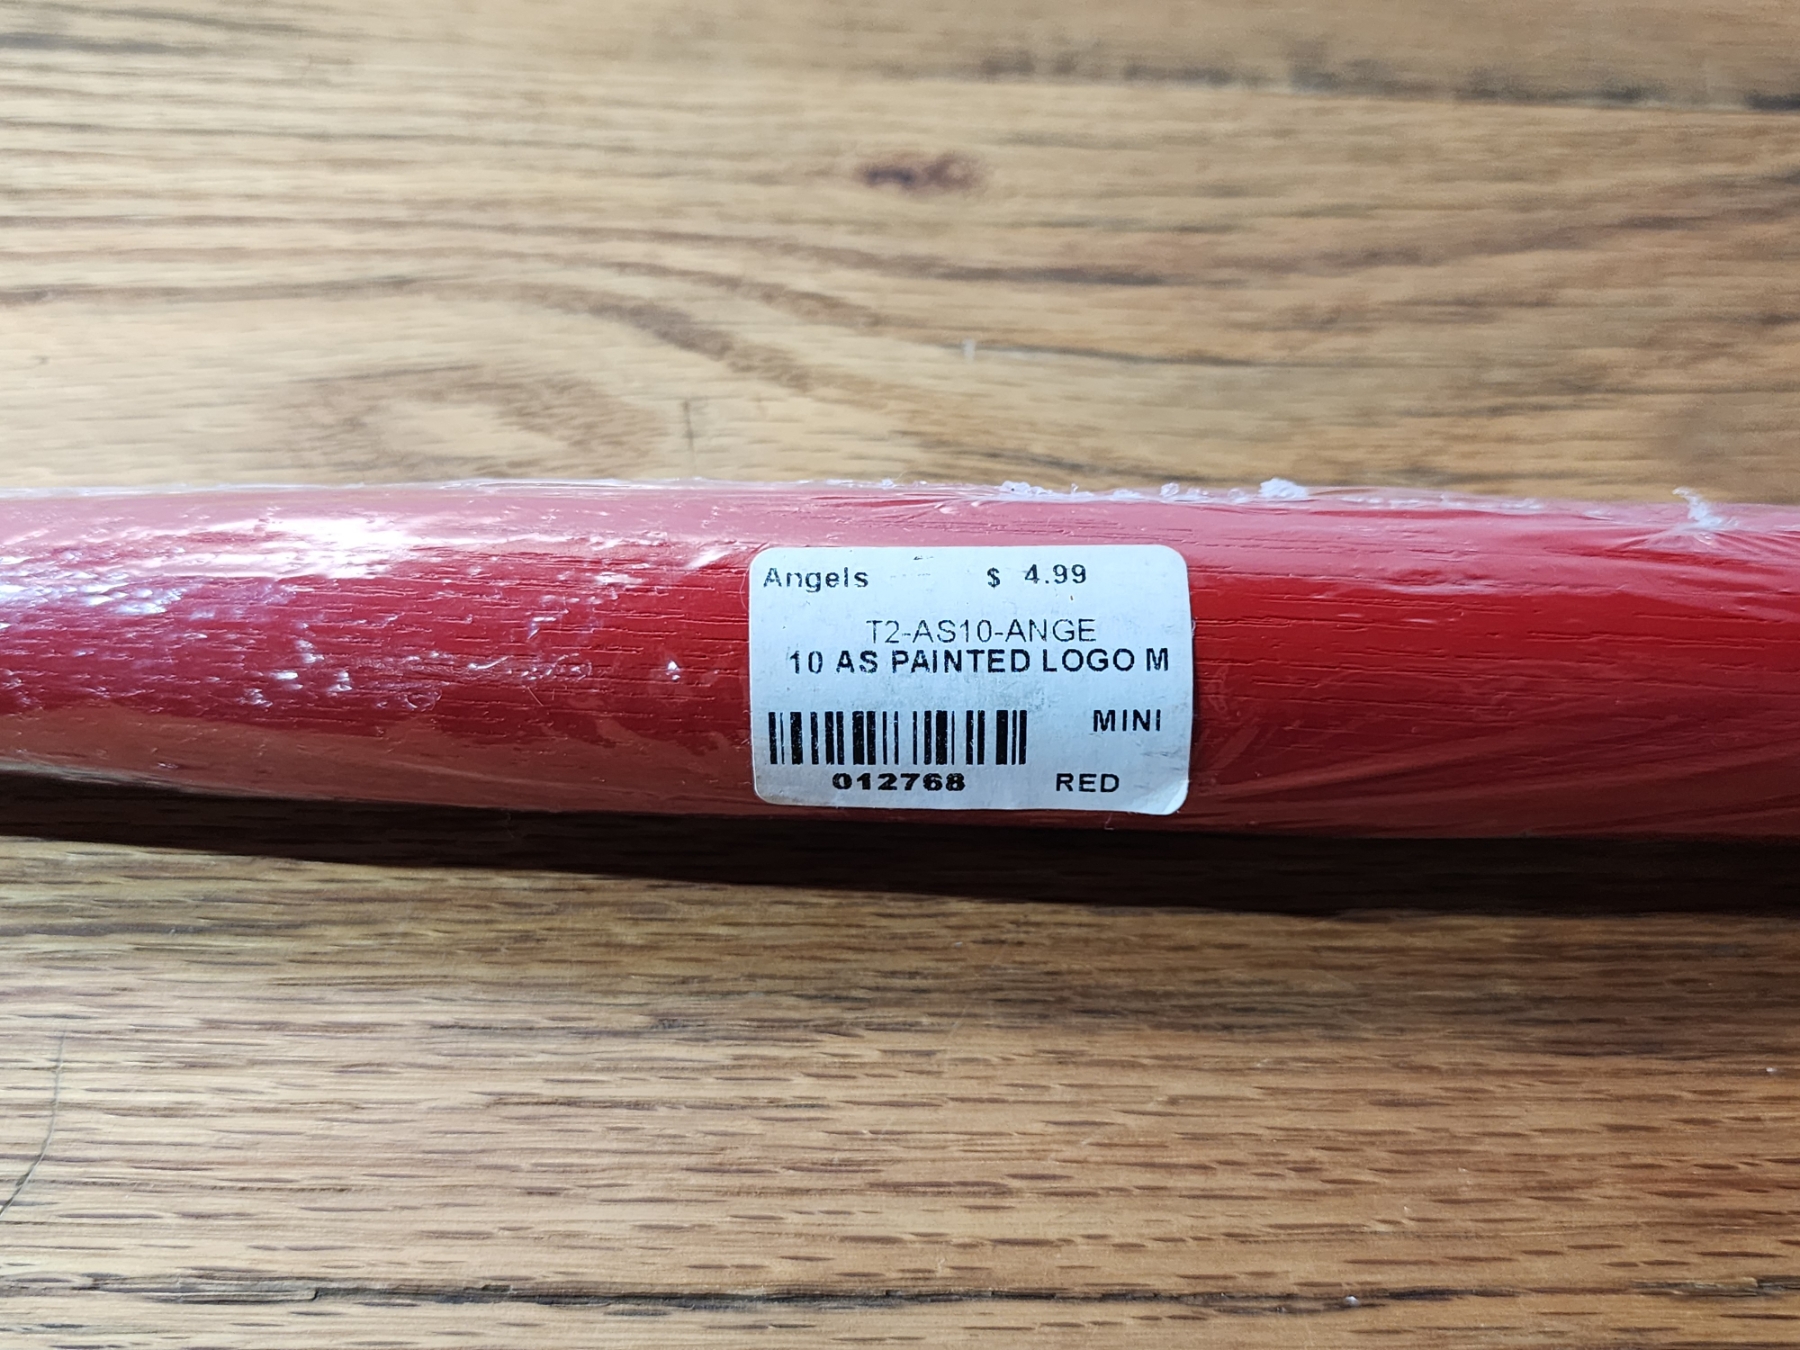 Angels $ 4.99
T2-AS10-ANGE
10 AS PAINTED LOGO M
MINI
012768 RED